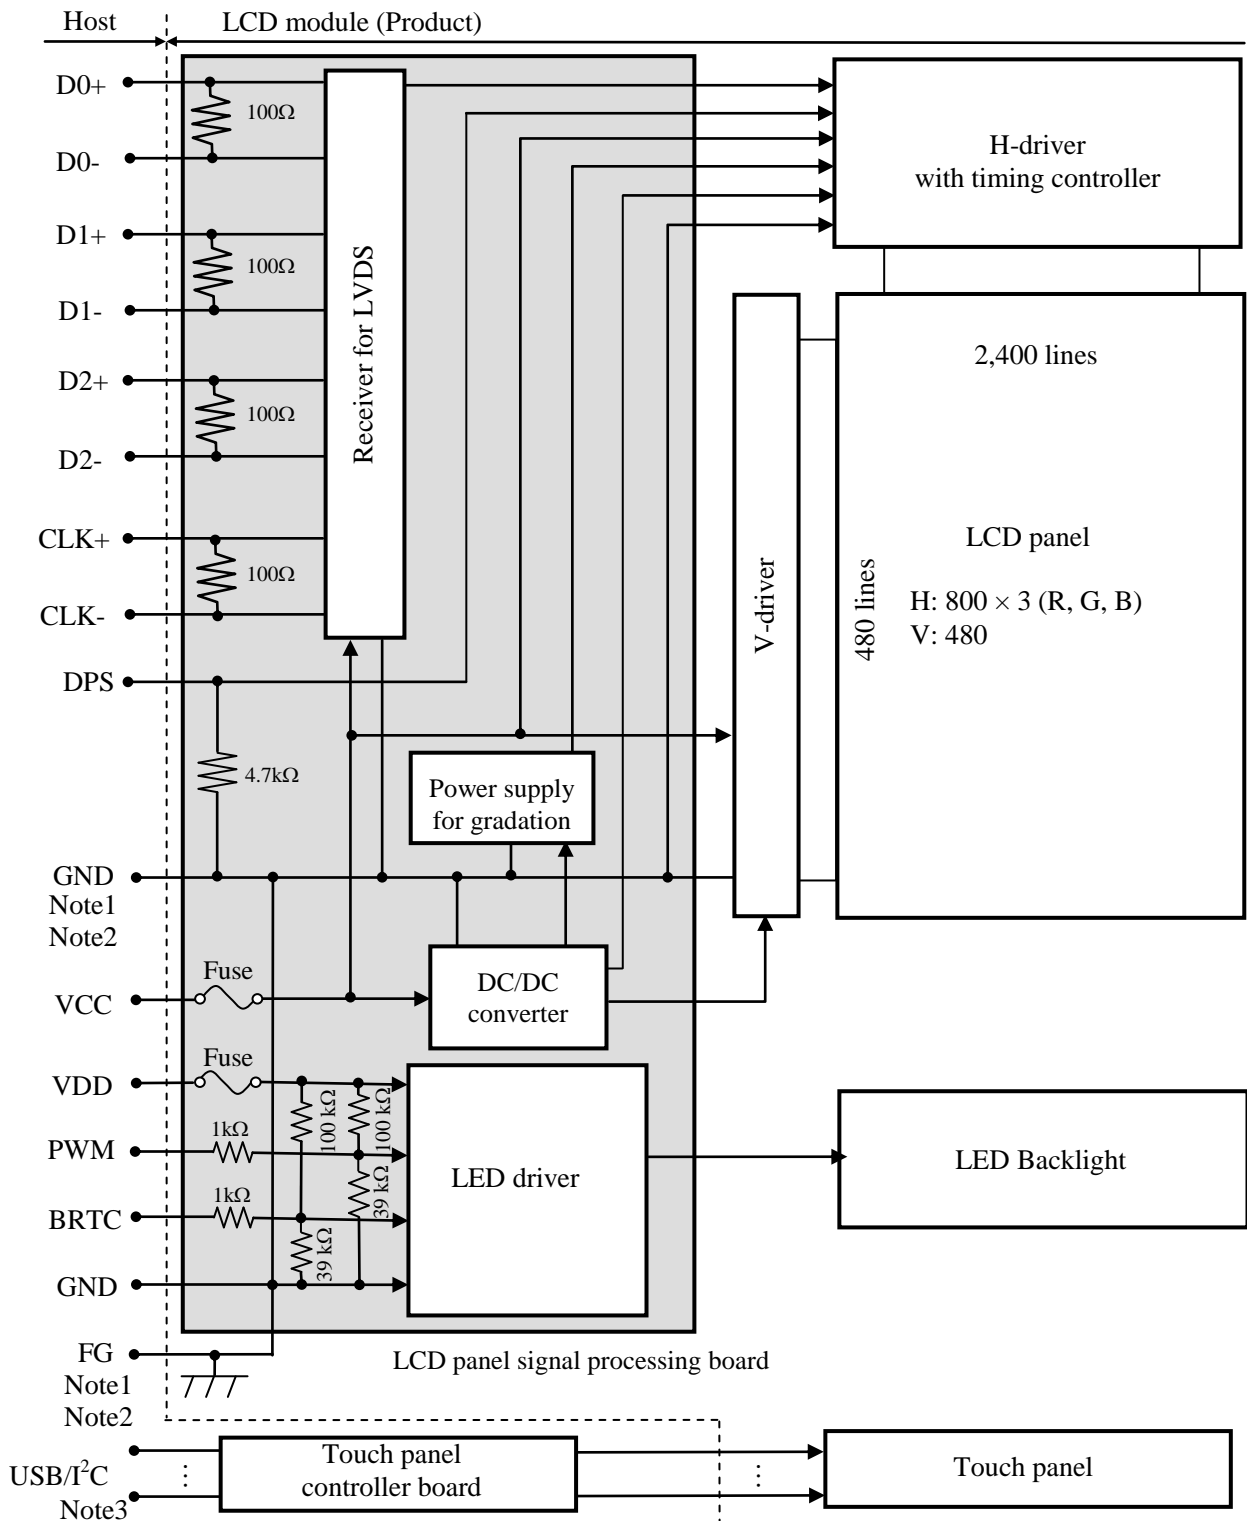 Host
LCD module (Product)
D0+
100Ω
D0-
D1+
100Ω
D1-
D2+
100Ω
D2-
CLK+
100Ω
CLK-
Receiver for LVDS
H-driver
with timing controller
2,400 lines
480 lines
LCD panel
H: 800 × 3 (R, G, B)
V: 480
V-driver
DPS
4.7kΩ
Power supply
for gradation
GND
Note1
Note2
Fuse
VCC
DC/DC
converter
Fuse
VDD
100 kΩ
100 kΩ
1kΩ
PWM
39 kΩ
1kΩ
BRTC
39 kΩ
GND
LED driver
LED Backlight
FG
Note1
Note2
LCD panel signal processing board
USB/I²C
Note3
Touch panel
controller board
Touch panel